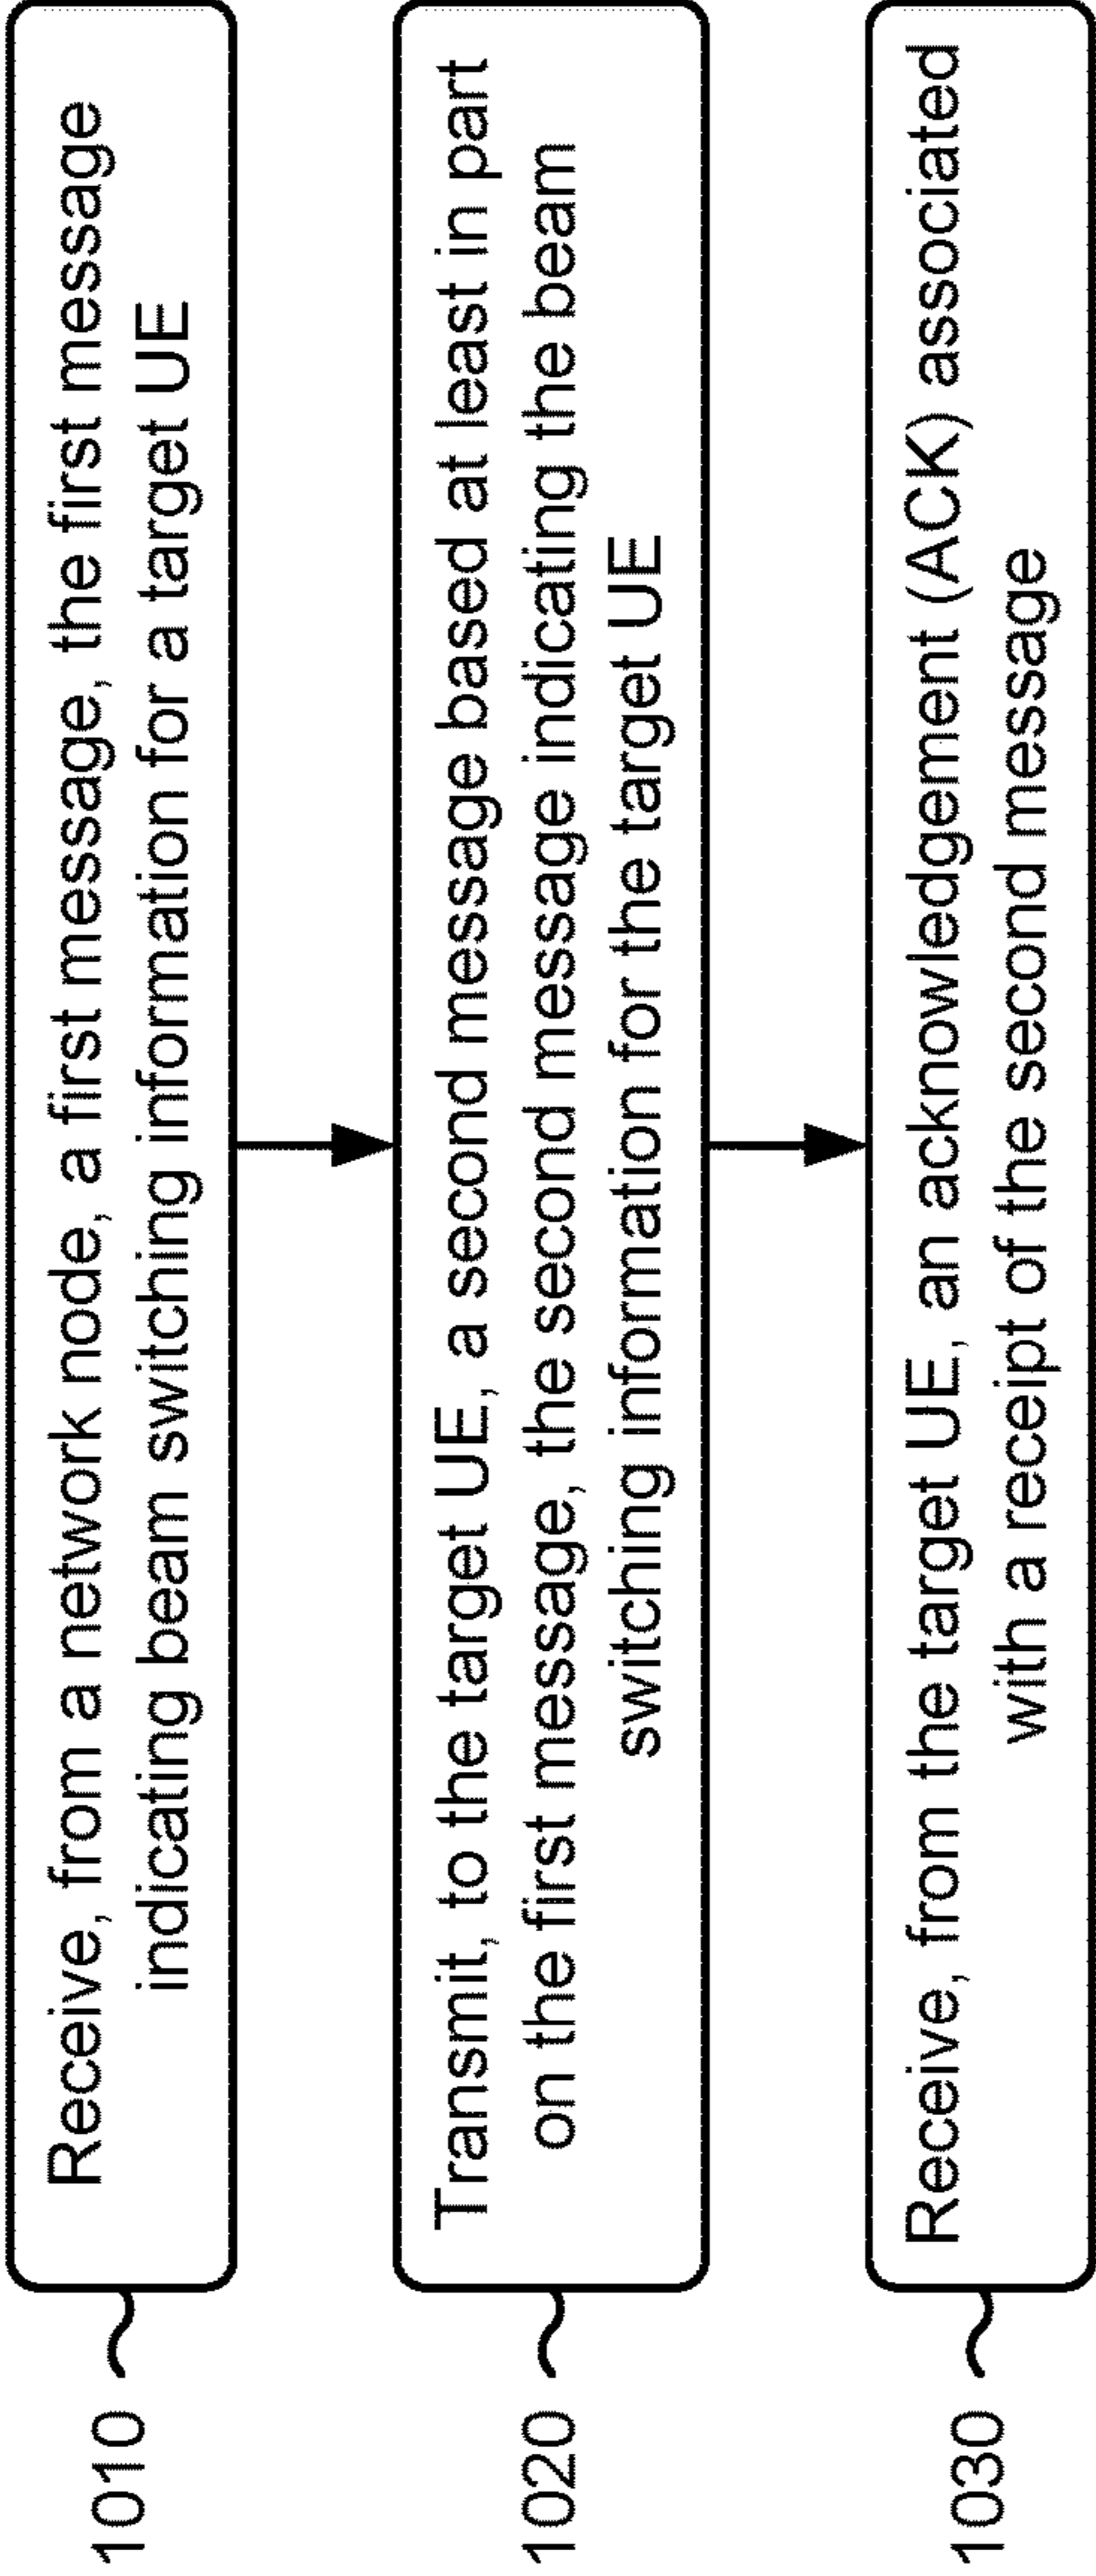 1010
Receive, from a network node, a first message, the first message
indicating beam switching information for a target UE
1020
Transmit, to the target UE, a second message based at least in part
on the first message, the second message indicating the beam
switching information for the target UE
1030
Receive, from the target UE, an acknowledgement (ACK) associated
with a receipt of the second message